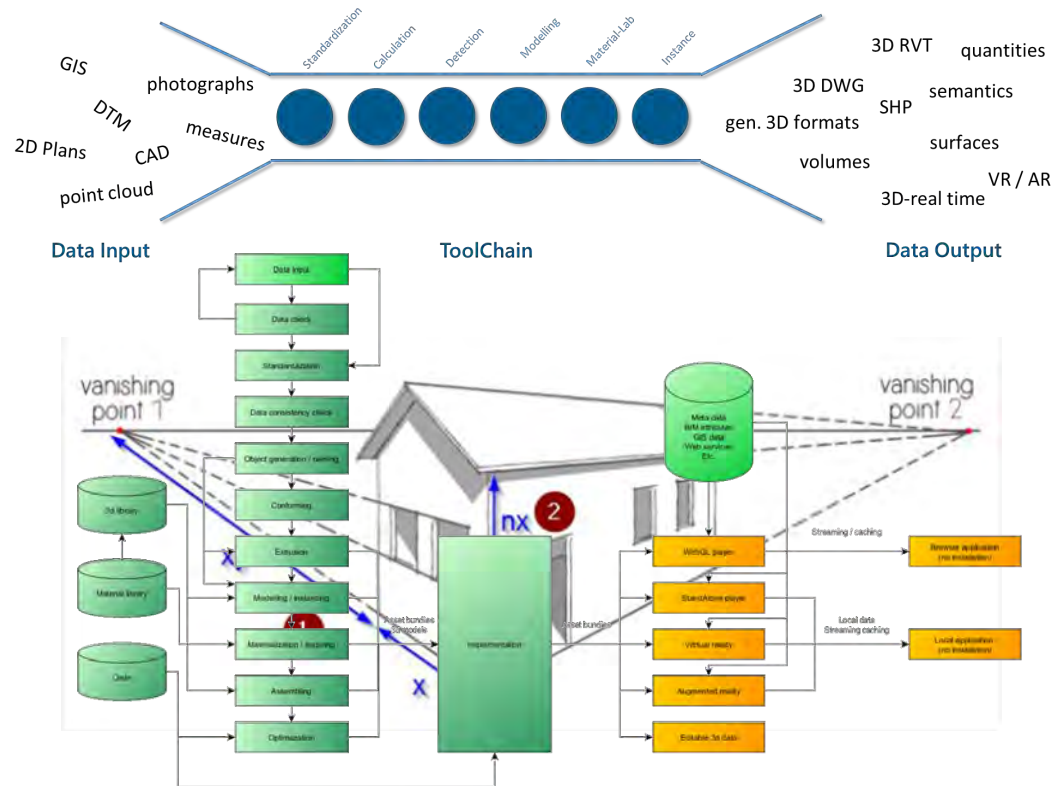 Standardization
Calculation
Detection
Modelling
Material-Lab
Instance
GIS
photographs
DTM
measures
2D Plans
CAD
point cloud
3D RVT
quantities
3D DWG
semantics
SHP
gen. 3D formats
surfaces
volumes
VR / AR
3D-real time
Data Input
ToolChain
Data Output
Data input
Data check
Standardization
vanishing
point 1
vanishing
point 2
Data consistency check
Meta data
BIM attributes
GIS data
Web services
Etc.
Object generation / naming
3d library
Conforming
nx
2
Streaming / caching
Extrusion
WebGL player
Browser application
(no installation)
x
Material library
Modelling / instancing
StandAlone player
1
Asset bundles
Asset bundles
Local data
Streaming caching
Implementation
Virtual reality
Local application
(no installation)
x
Assembling
Augmented reality
Optimization
Editable 3d data